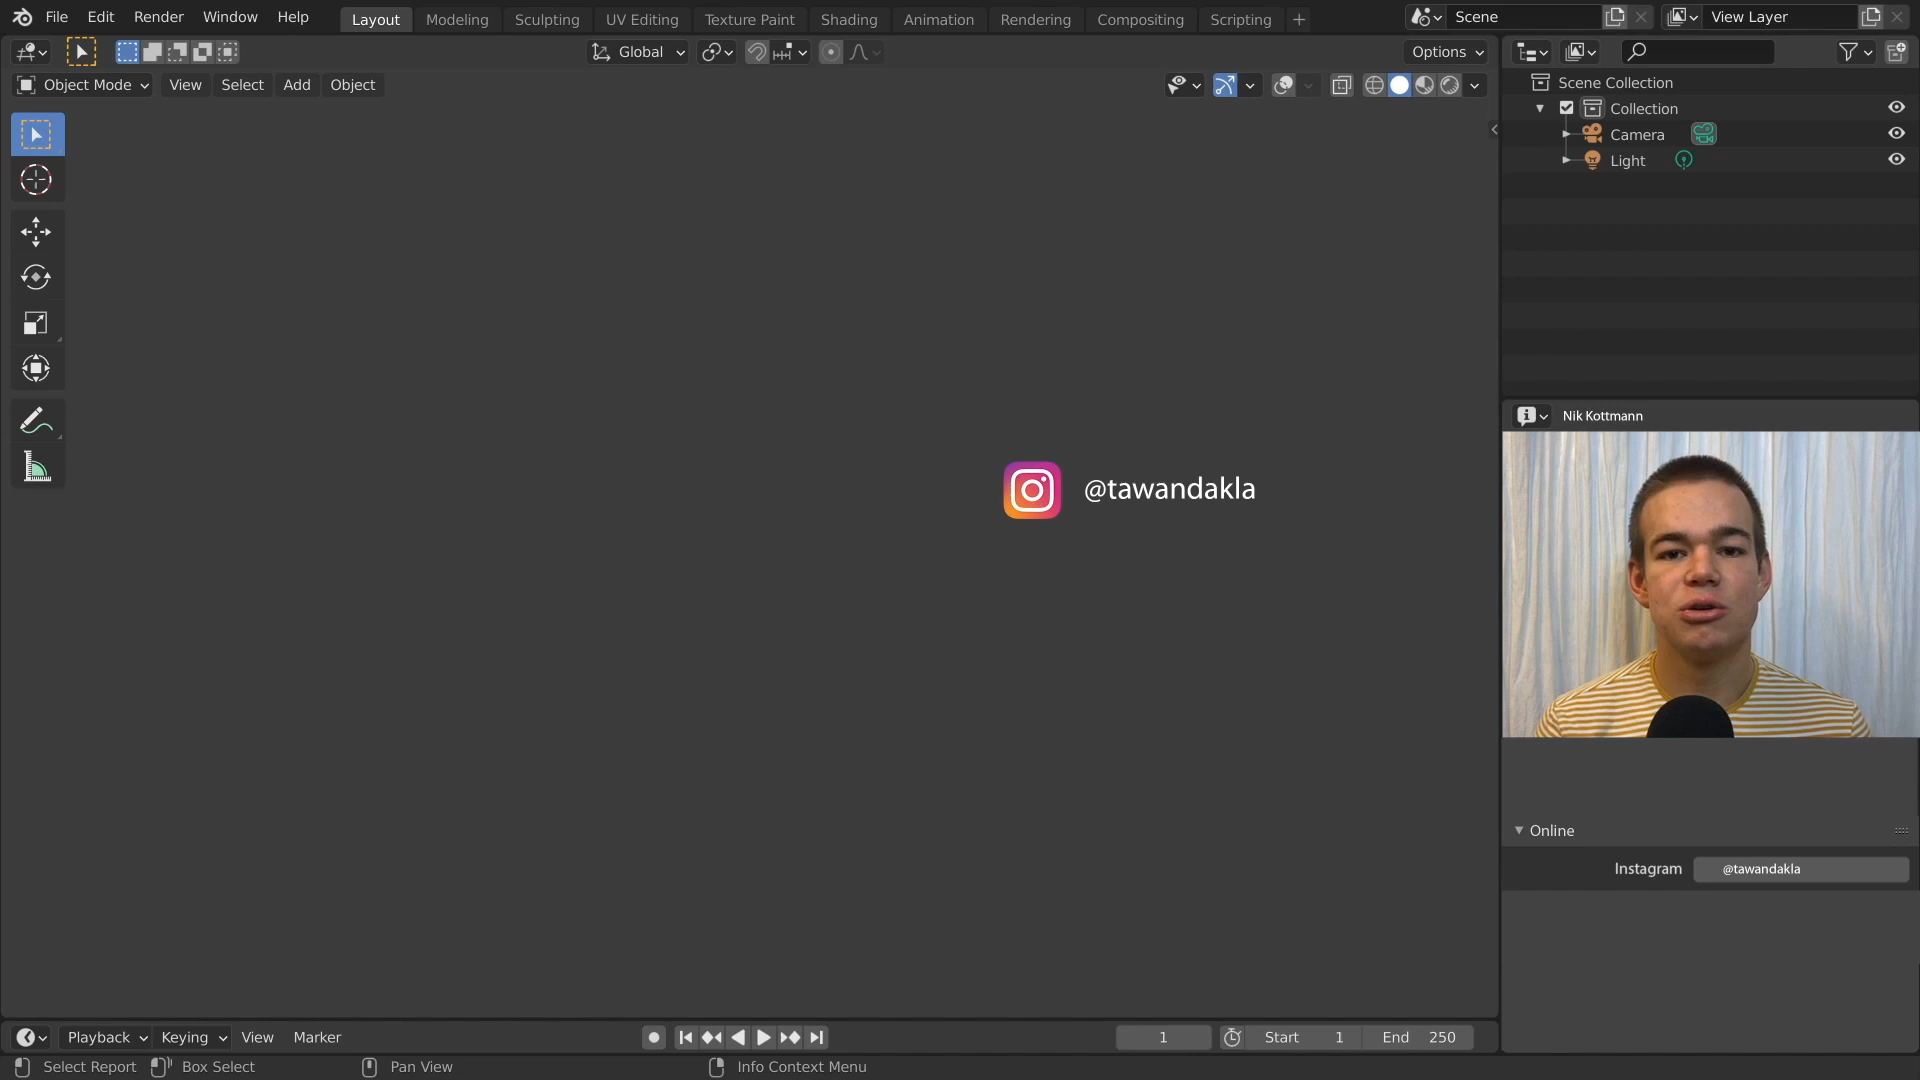 File Edit Render Window Help Layout Modeling Sculpting UV Editing Texture Paint Shading Animation Rendering Compositing Scripting + Scene View Layer
Global Options
Object Mode View Select Add Object
Scene Collection
Collection
Camera
Light
Nik Kottmann
@tawandakla
Online
Instagram @tawandakla
Playback Keying View Marker 1 Start 1 End 250
Select Report Box Select Pan View Info Context Menu